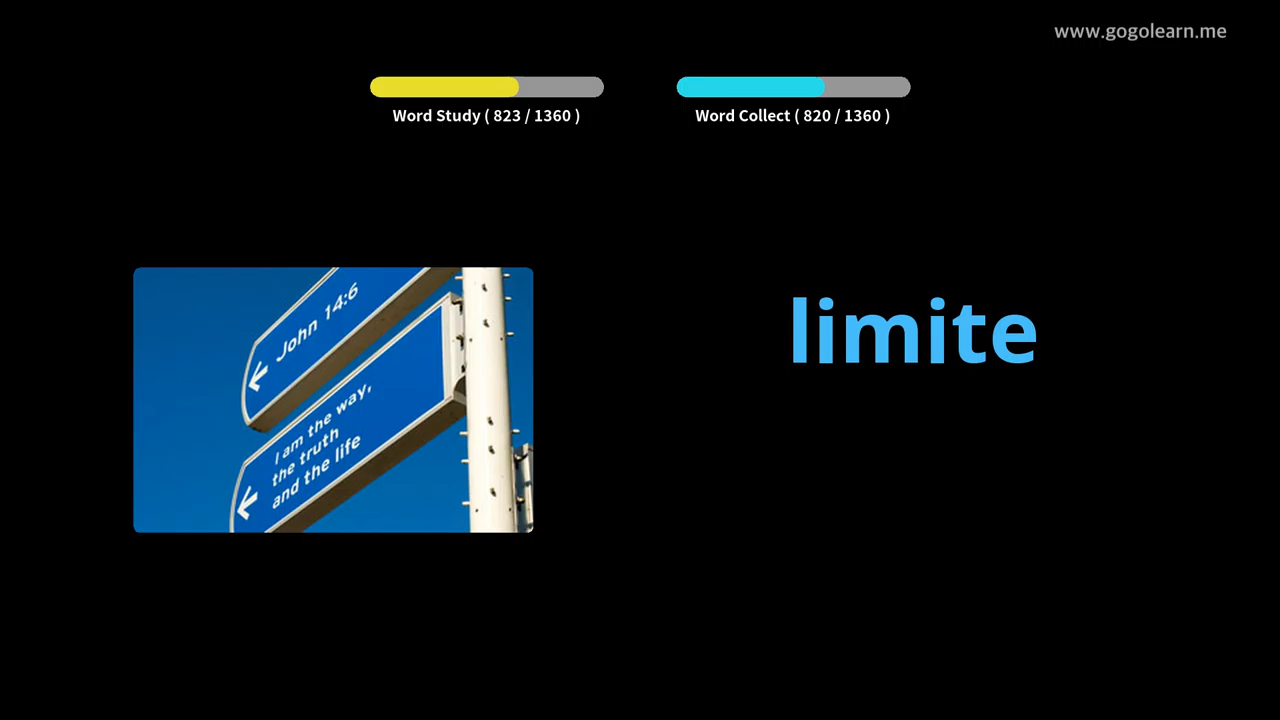 www.gogolearn.me
Word Study ( 823 / 1360 )
Word Collect ( 820 / 1360 )
John 14:6
I am the way,
the truth
and the life
limite